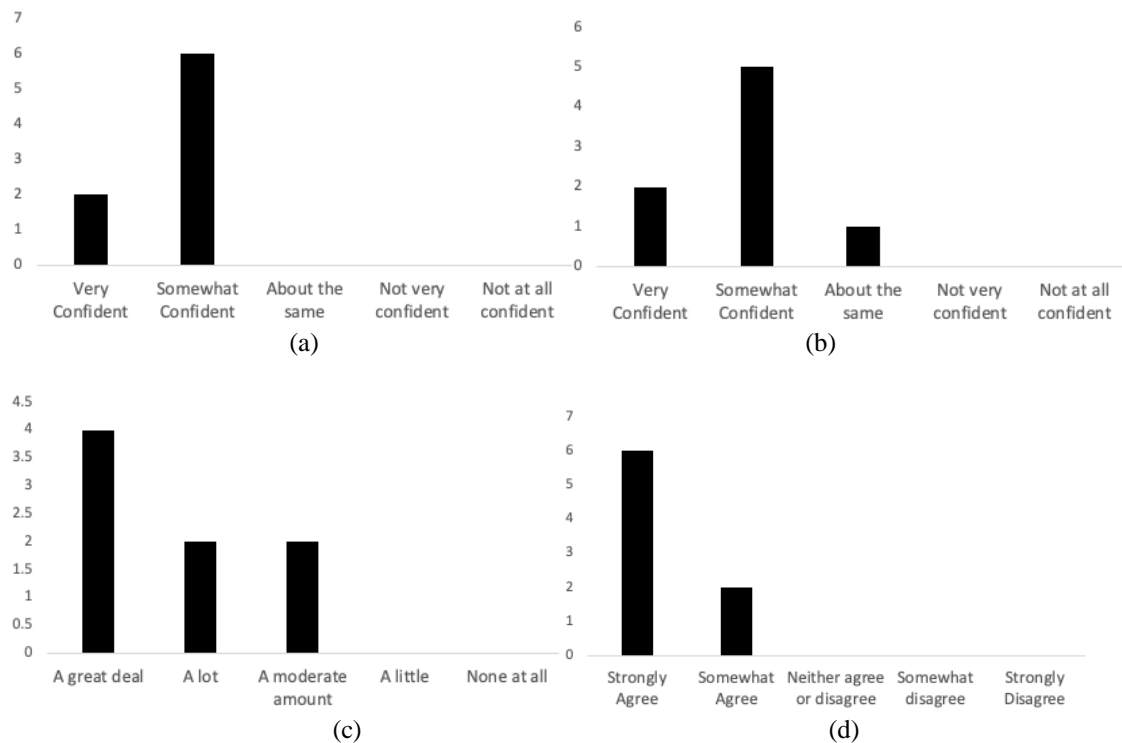 7
6
5
4
3
2
1
0
Very Confident
Somewhat Confident
About the same
Not very confident
Not at all confident
(a)
6
5
4
3
2
1
0
Very Confident
Somewhat Confident
About the same
Not very confident
Not at all confident
(b)
4.5
4
3.5
3
2.5
2
1.5
1
0.5
0
A great deal
A lot
A moderate amount
A little
None at all
(c)
7
6
5
4
3
2
1
0
Strongly Agree
Somewhat Agree
Neither agree or disagree
Somewhat disagree
Strongly Disagree
(d)